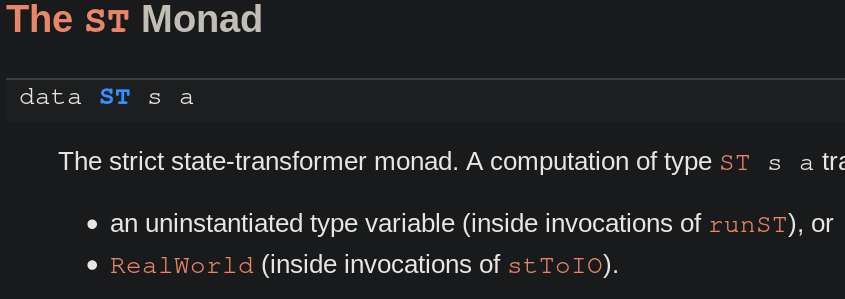 The ST Monad
data ST s a
The strict state-transformer monad. A computation of type ST s a
an uninstantiated type variable (inside invocations of runST), or
RealWorld (inside invocations of stToIO).